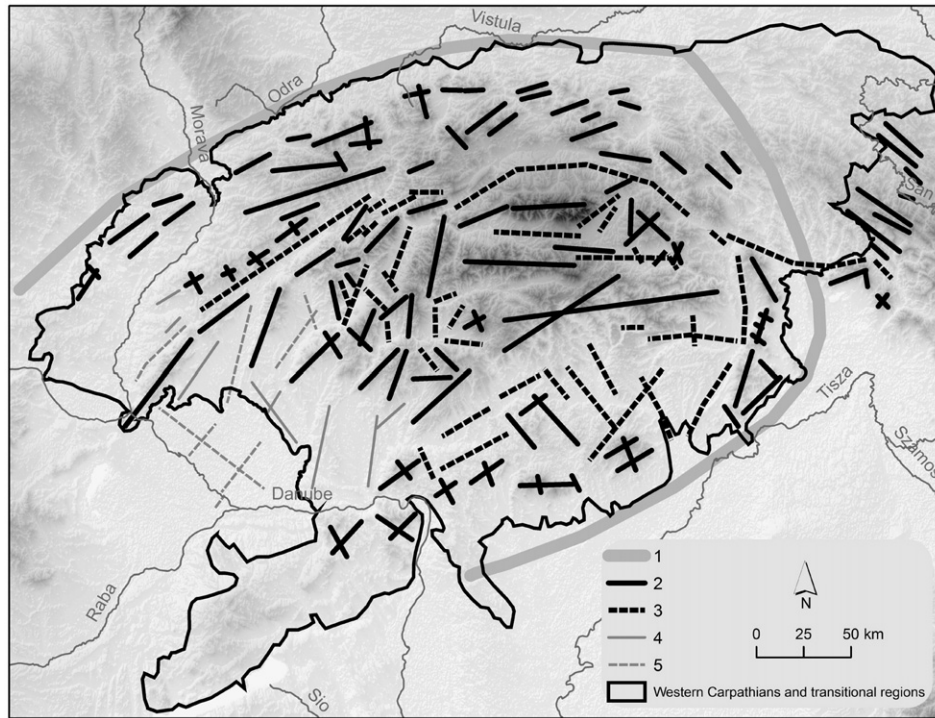 Vistula
Odra
Morava
San
Tisza
Szamos
Danube
Raba
Sio
1
2
3
4
5
N
0 25 50 km
Western Carpathians and transitional regions